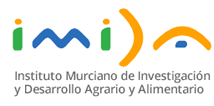 imiDa
Instituto Murciano de Investigación
y Desarrollo Agrario y Alimentario